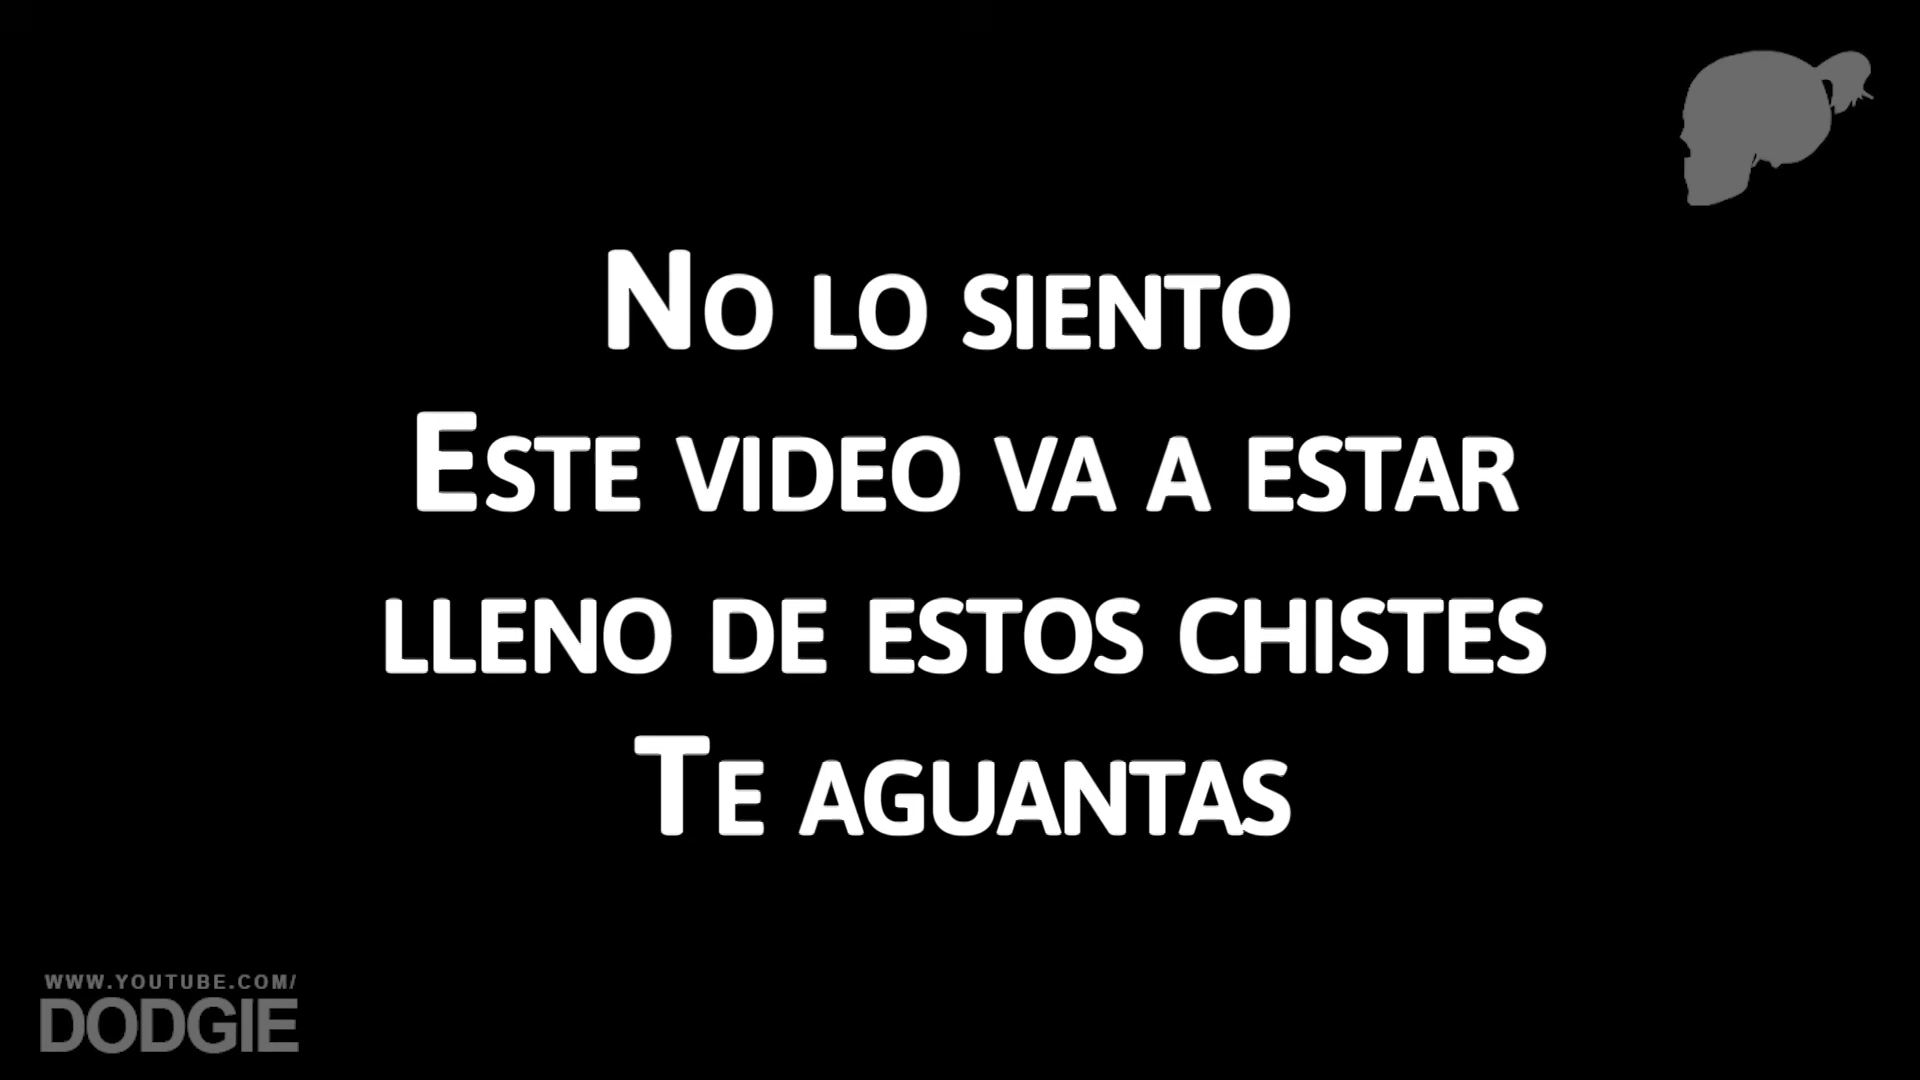 No lo siento
Este video va a estar
lleno de estos chistes
Te aguantas
WWW.YOUTUBE.COM/
DODGIE